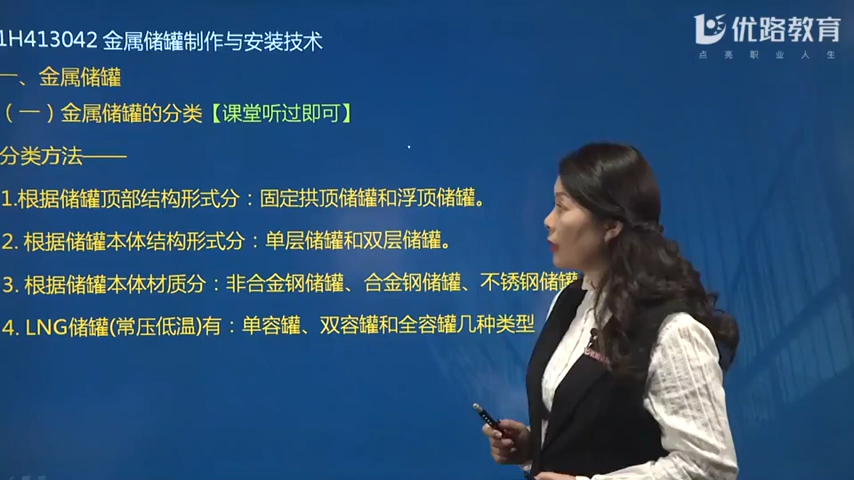 优路教育
点亮职业人生
1H413042 金属储罐制作与安装技术
一、金属储罐
（一）金属储罐的分类【课堂听过即可】
分类方法——
1.根据储罐顶部结构形式分：固定拱顶储罐和浮顶储罐。
2. 根据储罐本体结构形式分：单层储罐和双层储罐。
3. 根据储罐本体材质分：非合金钢储罐、合金钢储罐、不锈钢储罐
4. LNG储罐(常压低温)有：单容罐、双容罐和全容罐几种类型